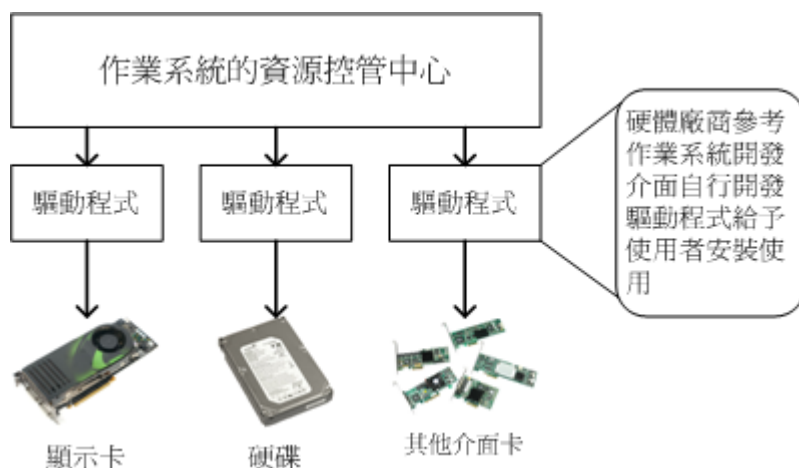 作業系統的資源控管中心
驅動程式
驅動程式
驅動程式
硬體廠商參考
作業系統開發
介面自行開發
驅動程式給予
使用者安裝使
用
顯示卡
硬碟
其他介面卡